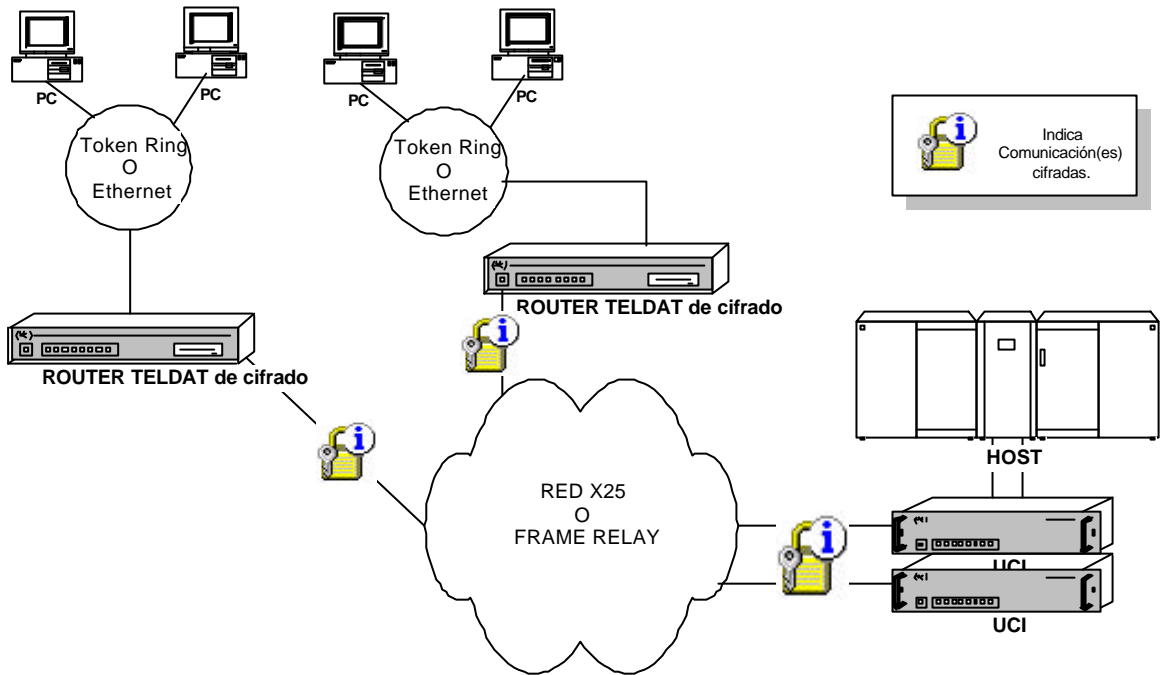 PC
PC
PC
PC
Token Ring
O
Ethernet
Token Ring
O
Ethernet
Indica
Comunicación(es)
cifradas.
ROUTER TELDAT de cifrado
ROUTER TELDAT de cifrado
HOST
RED X25
O
FRAME RELAY
UCI
UCI